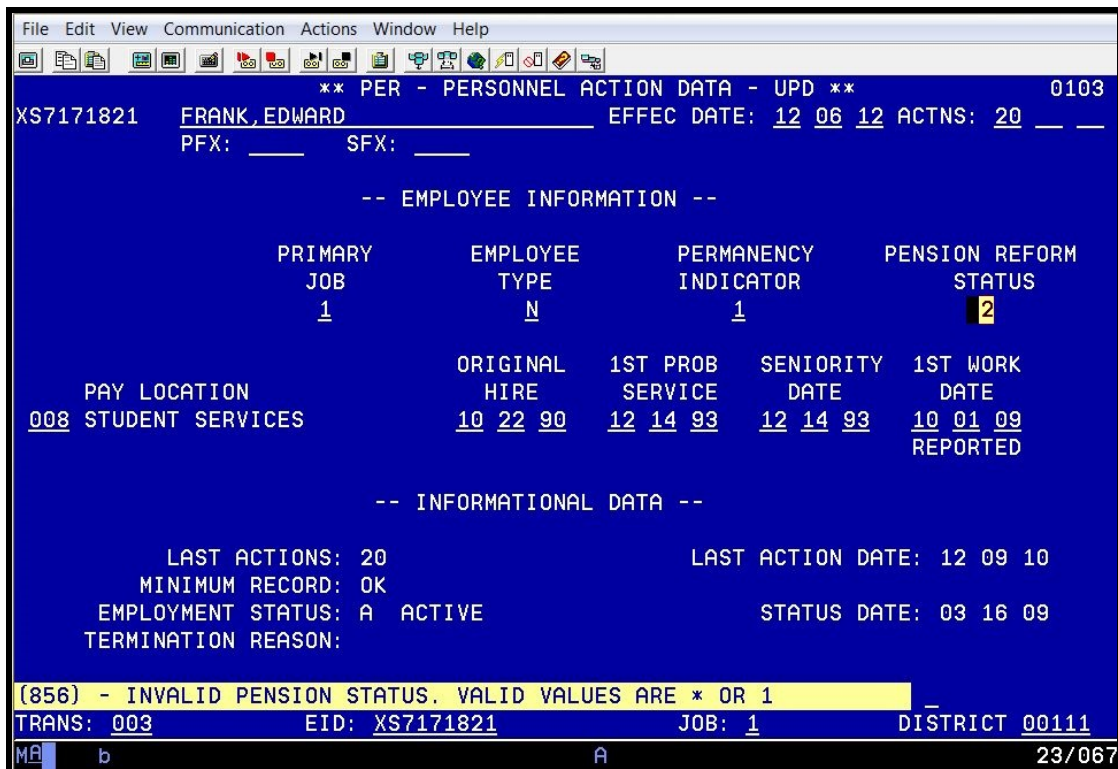 File Edit View Communication Actions Window Help
** PER - PERSONNEL ACTION DATA - UPD ** 0103
XS7171821 FRANK,EDWARD EFFEC DATE: 12 06 12 ACTNS: 20
PFX: SFX:
-- EMPLOYEE INFORMATION --
PRIMARY EMPLOYEE PERMANENCY PENSION REFORM
JOB TYPE INDICATOR STATUS
1 N 1 2
ORIGINAL 1ST PROB SENIORITY 1ST WORK
PAY LOCATION HIRE SERVICE DATE DATE
008 STUDENT SERVICES 10 22 90 12 14 93 12 14 93 10 01 09
REPORTED
-- INFORMATIONAL DATA --
LAST ACTIONS: 20 LAST ACTION DATE: 12 09 10
MINIMUM RECORD: OK
EMPLOYMENT STATUS: A ACTIVE STATUS DATE: 03 16 09
TERMINATION REASON:
(856) - INVALID PENSION STATUS. VALID VALUES ARE * OR 1
TRANS: 003 EID: XS7171821 JOB: 1 DISTRICT 00111
MA b A 23/067